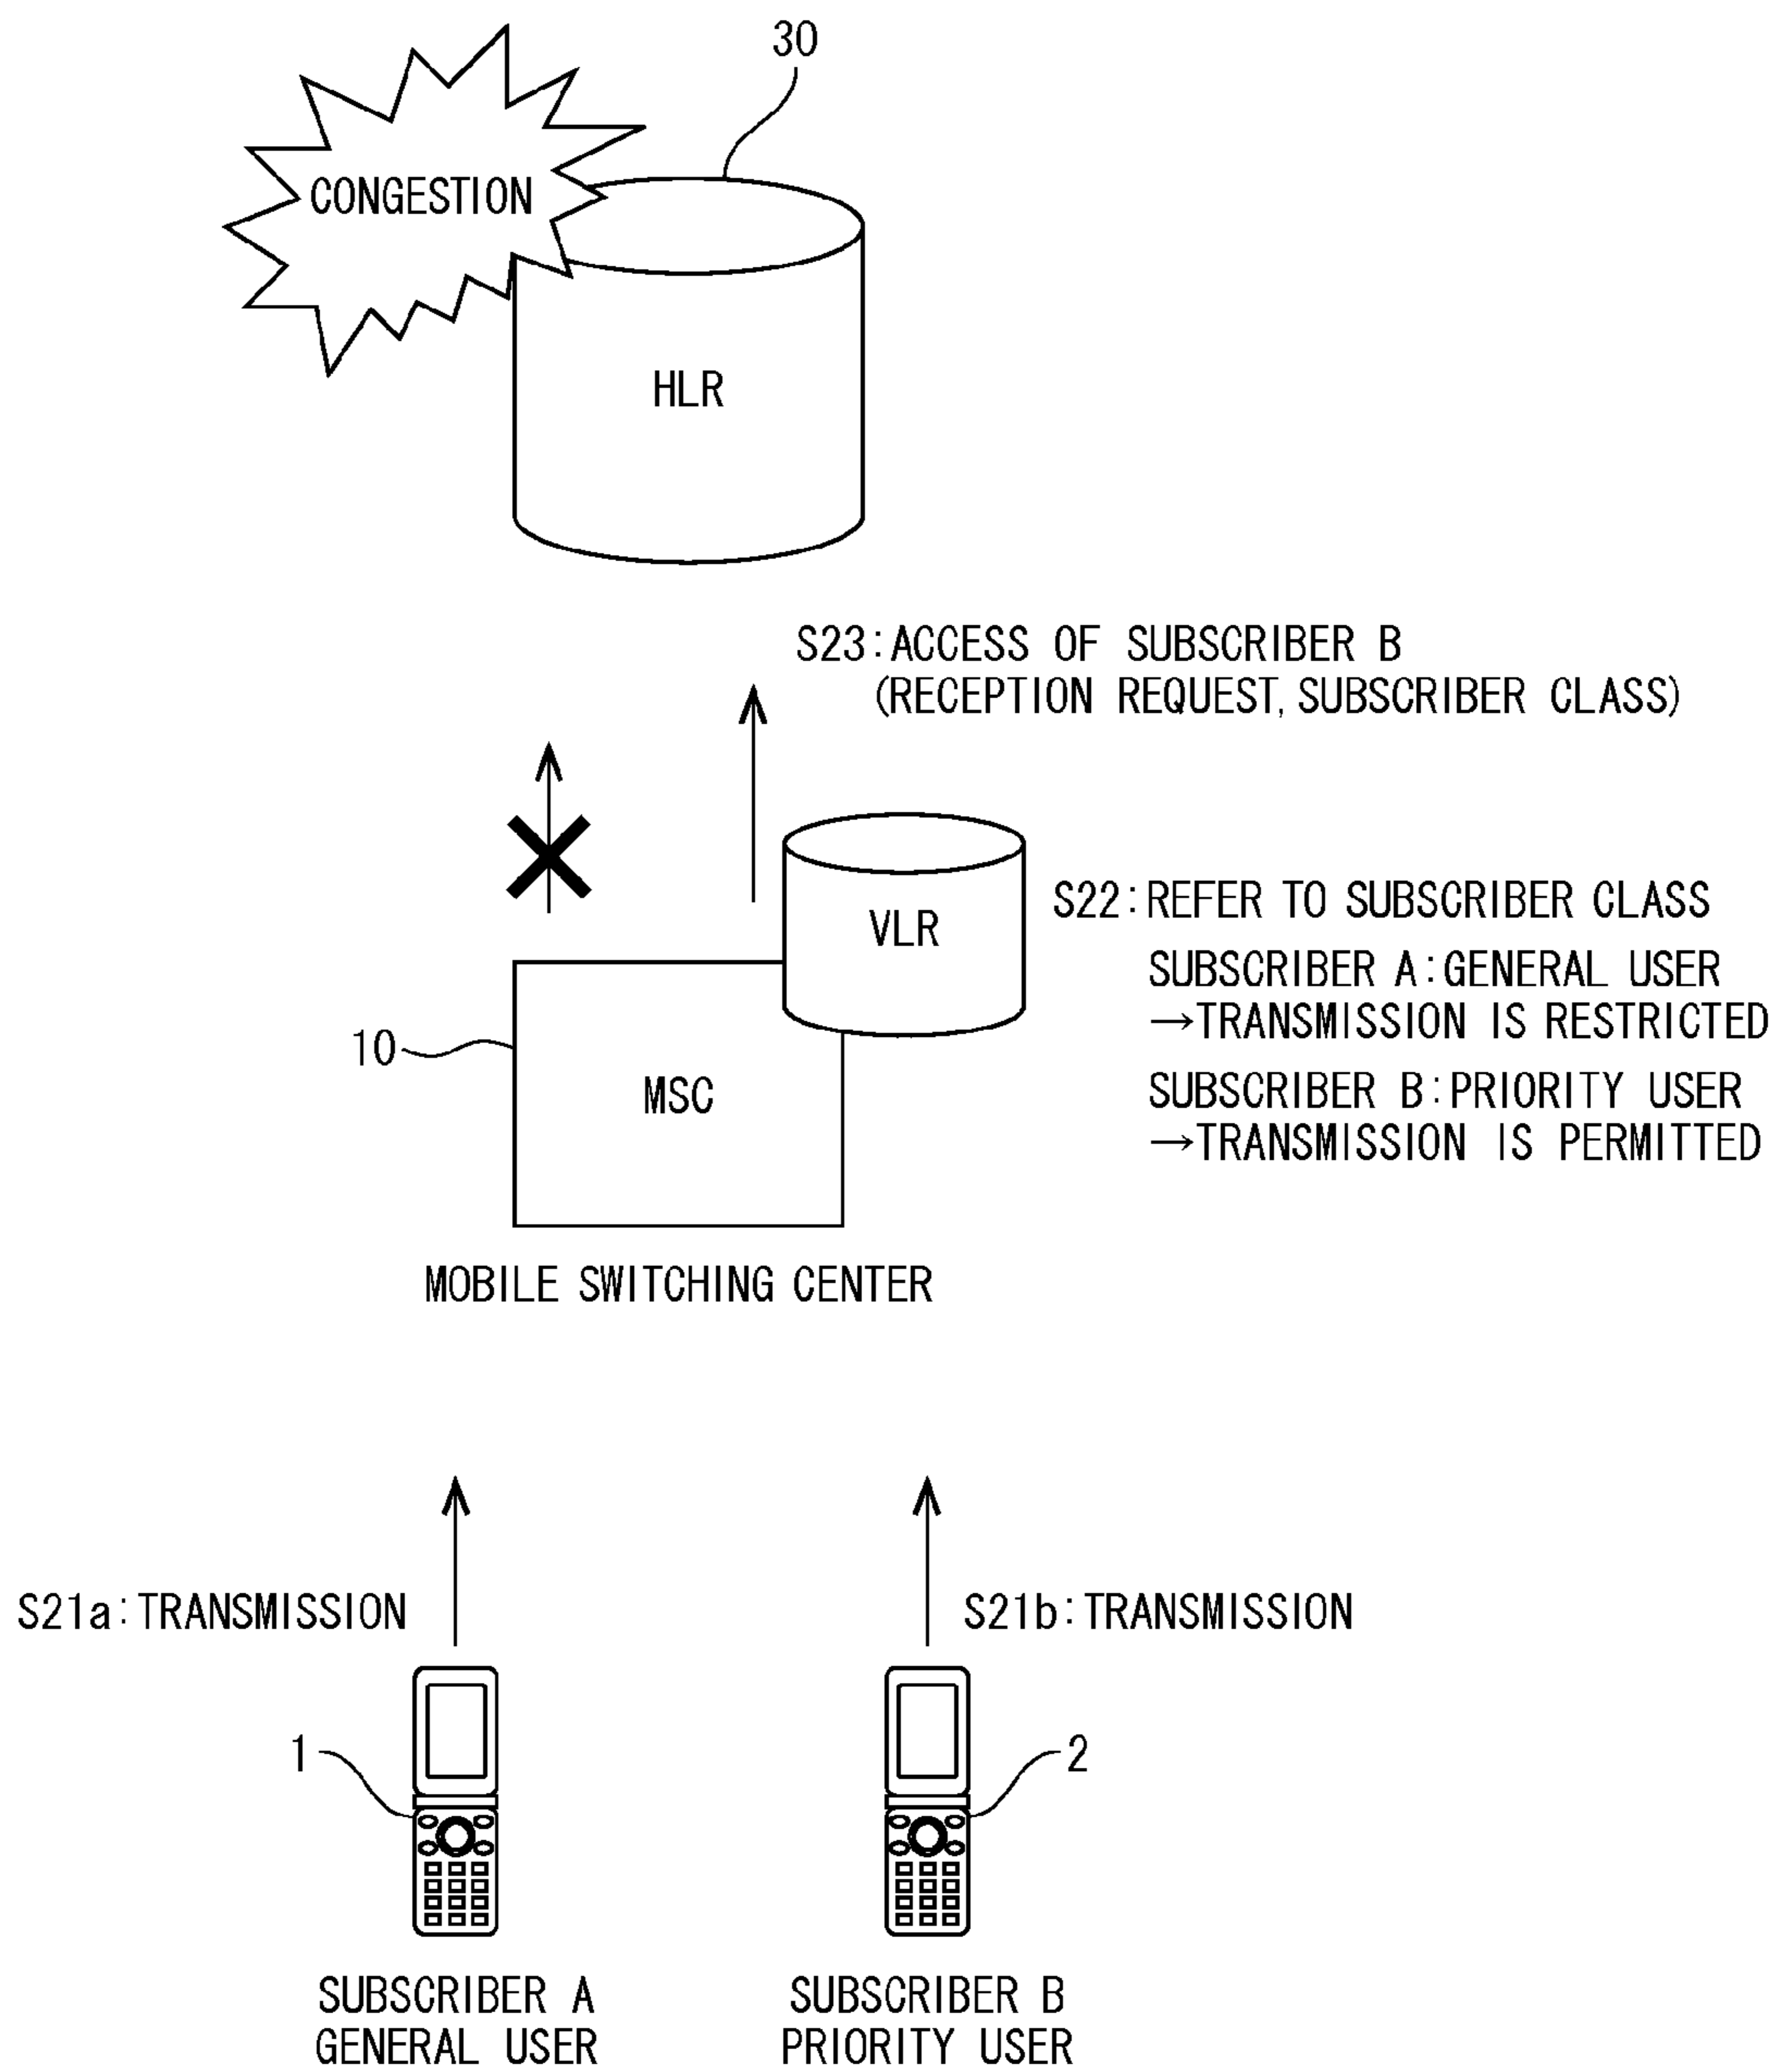 30
CONGESTION
HLR
S23:ACCESS OF SUBSCRIBER B
(RECEPTION REQUEST, SUBSCRIBER CLASS)
VLR
S22:REFER TO SUBSCRIBER CLASS
SUBSCRIBER A:GENERAL USER
→TRANSMISSION IS RESTRICTED
SUBSCRIBER B:PRIORITY USER
→TRANSMISSION IS PERMITTED
10
MSC
MOBILE SWITCHING CENTER
S21a:TRANSMISSION
S21b:TRANSMISSION
1
2
SUBSCRIBER A
GENERAL USER
SUBSCRIBER B
PRIORITY USER